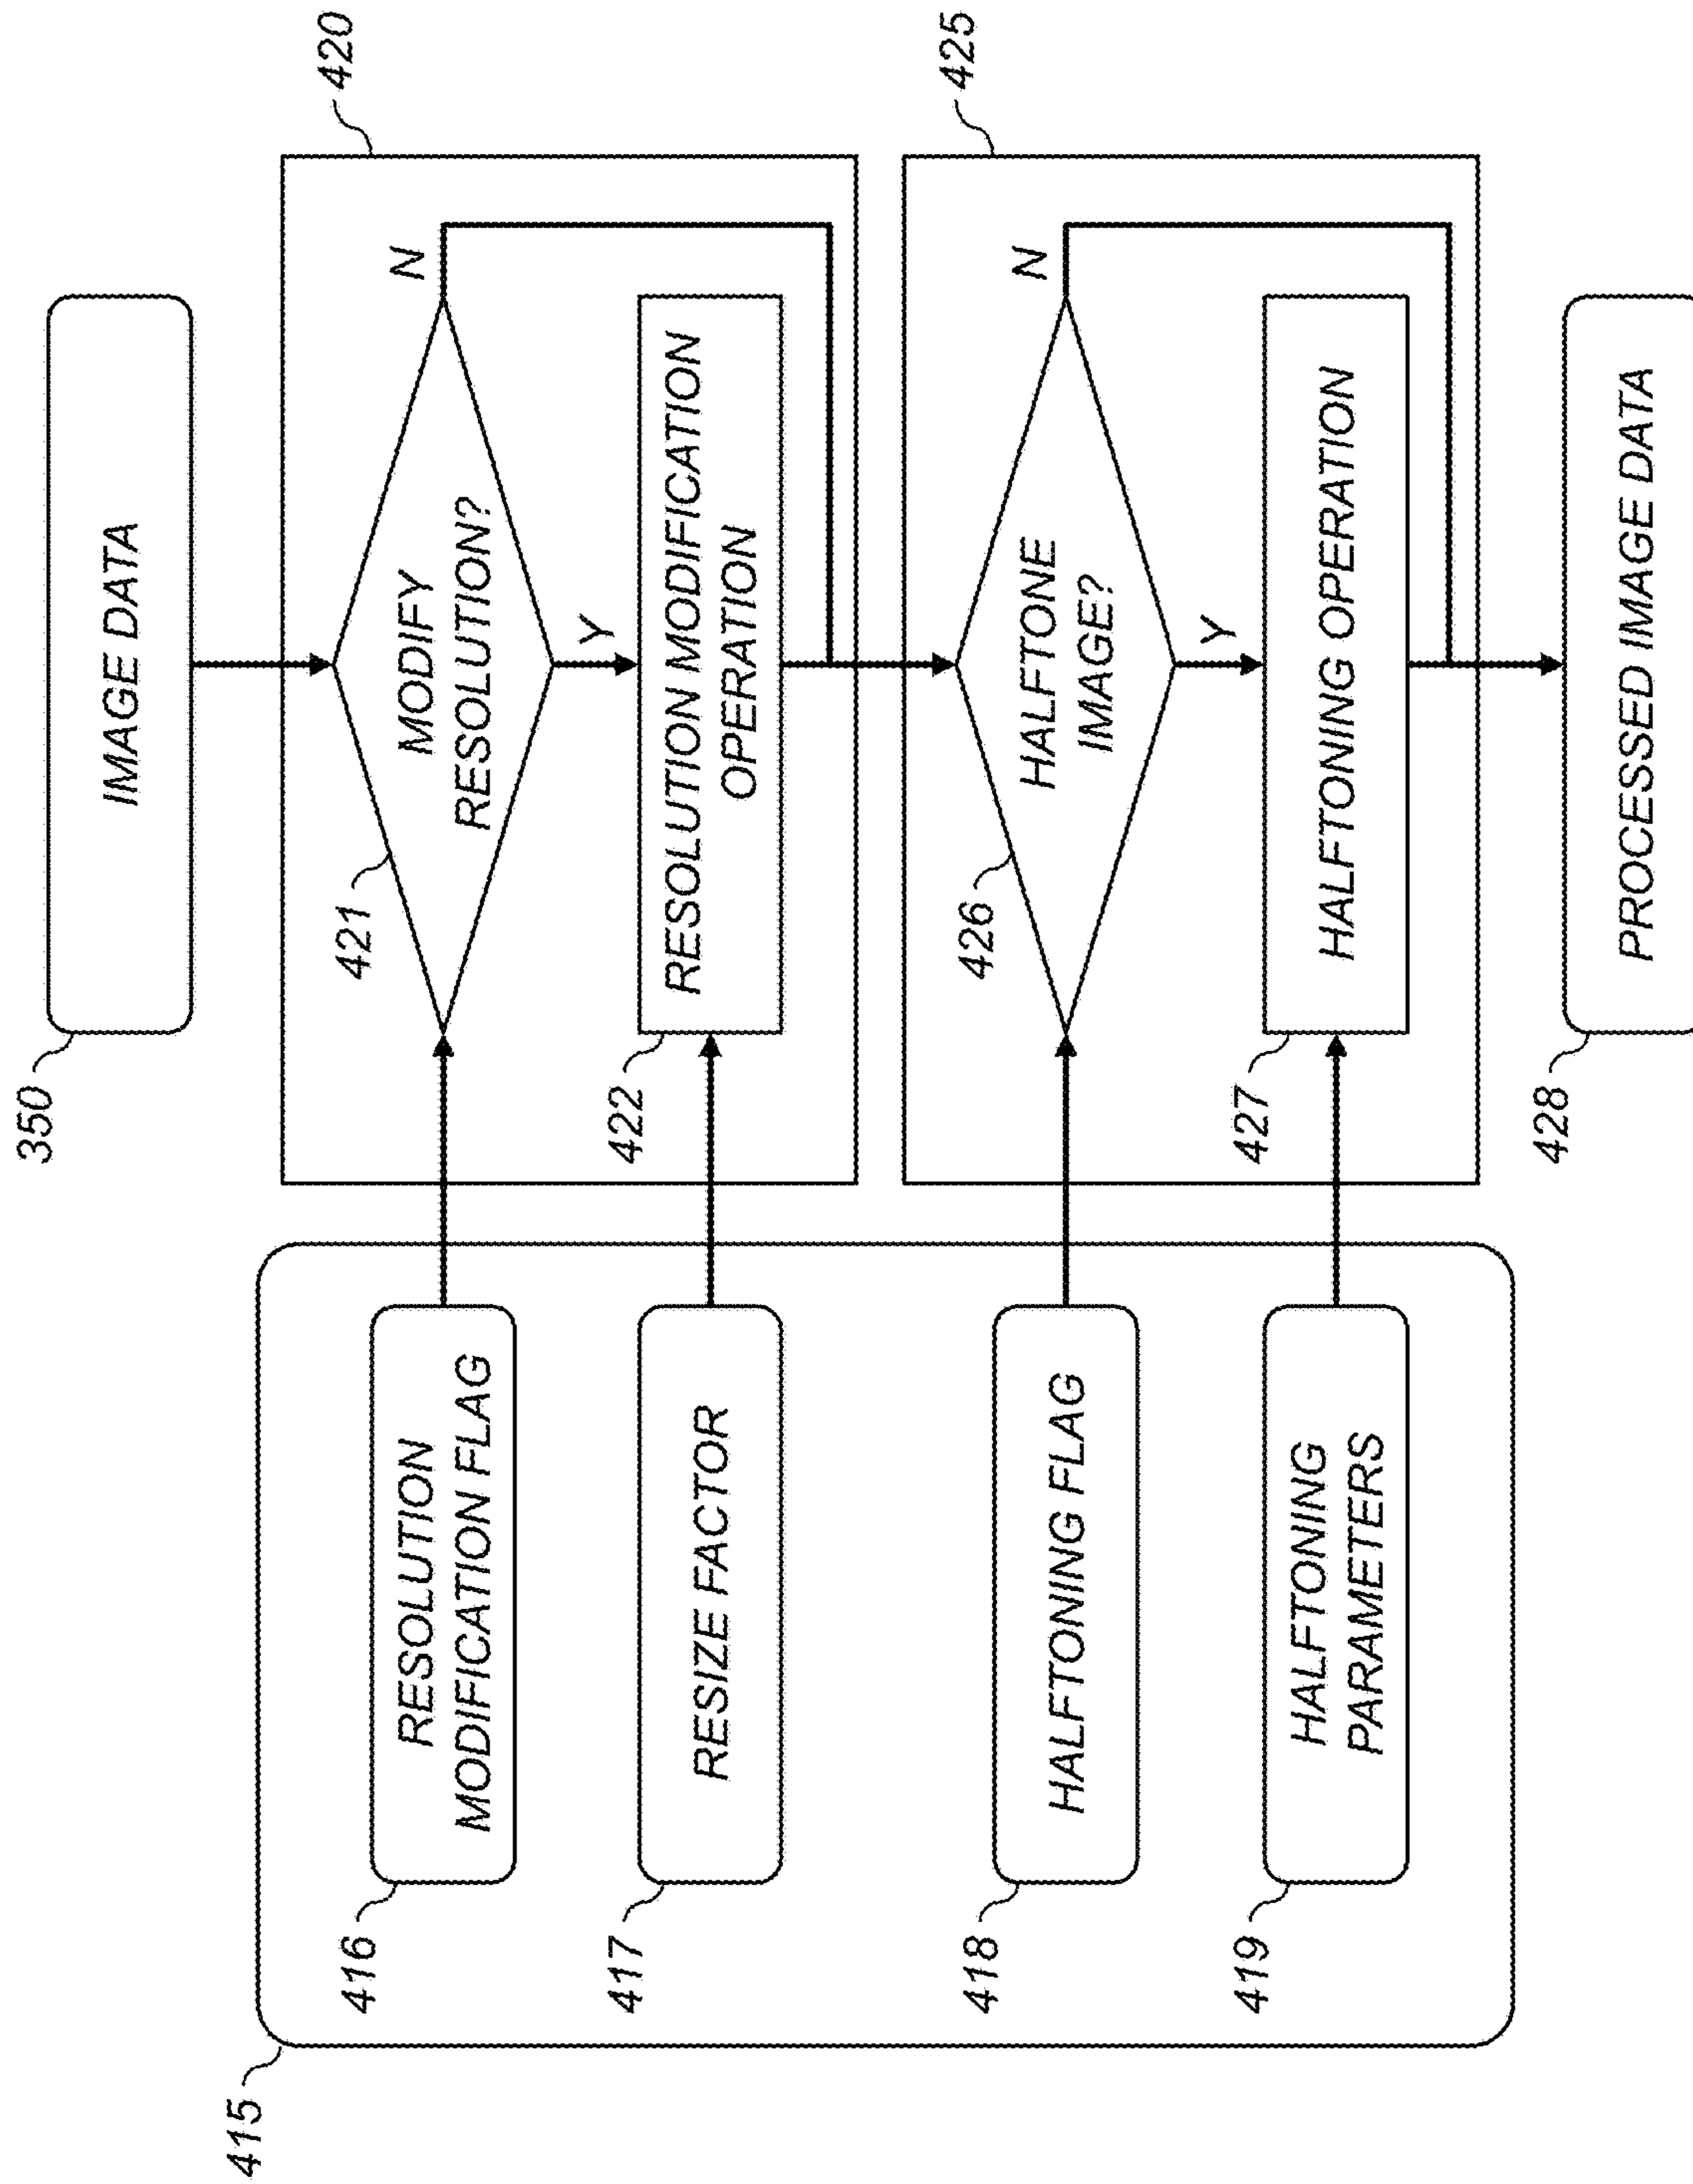 350
IMAGE DATA
420
421
MODIFY
RESOLUTION?
N
Y
422
RESOLUTION MODIFICATION
OPERATION
425
426
HALFTONE
IMAGE?
N
Y
427
HALFTONING OPERATION
428
PROCESSED IMAGE DATA
415
416
RESOLUTION
MODIFICATION FLAG
417
RESIZE FACTOR
418
HALFTONING FLAG
419
HALFTONING
PARAMETERS